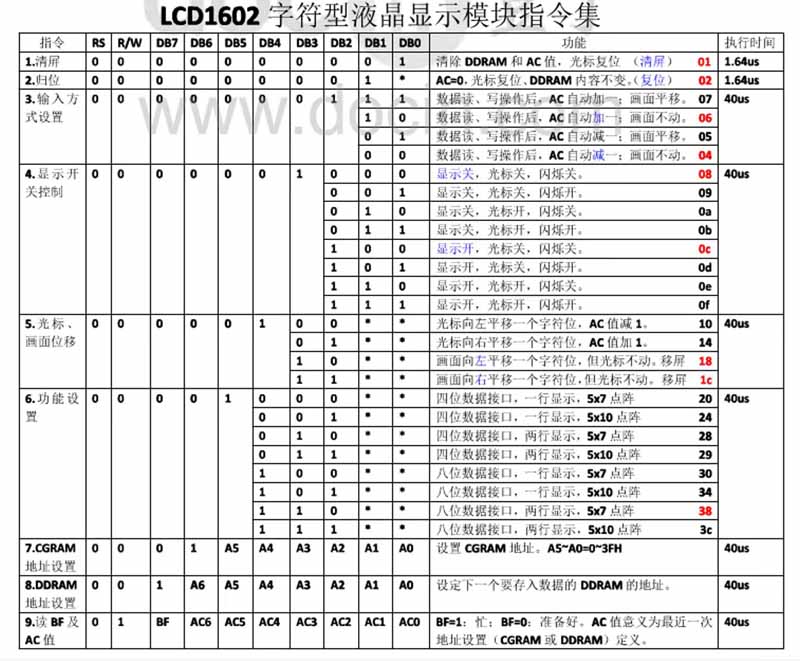 LCD1602 字符型液晶显示模块指令集
指令 RS R/W DB7 DB6 DB5 DB4 DB3 DB2 DB1 DB0 功能 执行时间
1.清屏 0 0 0 0 0 0 0 0 0 1 清除 DDRAM 和 AC 值，光标复位（清屏） 01 1.64us
2.归位 0 0 0 0 0 0 0 0 1 * AC=0，光标复位、DDRAM 内容不变。（复位） 02 1.64us
3.输入方式设置 0 0 0 0 0 0 0 1 1 1 数据读、写操作后，AC 自动加一；画面平移。 07 40us
1 0 数据读、写操作后，AC 自动加一；画面不动。 06
0 1 数据读、写操作后，AC 自动减一；画面平移。 05
0 0 数据读、写操作后，AC 自动减一；画面不动。 04
4.显示开关控制 0 0 0 0 0 0 1 0 0 0 显示关，光标关，闪烁关。 08 40us
0 0 1 显示关，光标关，闪烁开。 09
0 1 0 显示关，光标开，闪烁关。 0a
0 1 1 显示关，光标开，闪烁开。 0b
1 0 0 显示开，光标关，闪烁关。 0c
1 0 1 显示开，光标关，闪烁开。 0d
1 1 0 显示开，光标开，闪烁关。 0e
1 1 1 显示开，光标开，闪烁开。 0f
5.光标、画面位移 0 0 0 0 0 1 0 0 * * 光标向左平移一个字符位，AC 值减 1。 10 40us
0 1 * * 光标向右平移一个字符位，AC 值加 1。 14
1 0 * * 画面向左平移一个字符位，但光标不动。移屏 18
1 1 * * 画面向右平移一个字符位，但光标不动。移屏 1c
6.功能设置 0 0 0 0 1 0 0 0 * * 四位数据接口，一行显示，5x7 点阵 20 40us
0 0 1 * * 四位数据接口，一行显示，5x10 点阵 24
0 1 0 * * 四位数据接口，两行显示，5x7 点阵 28
0 1 1 * * 四位数据接口，两行显示，5x10 点阵 29
1 0 0 * * 八位数据接口，一行显示，5x7 点阵 30
1 0 1 * * 八位数据接口，一行显示，5x10 点阵 34
1 1 0 * * 八位数据接口，两行显示，5x7 点阵 38
1 1 1 * * 八位数据接口，两行显示，5x10 点阵 3c
7.CGRAM 地址设置 0 0 0 1 A5 A4 A3 A2 A1 A0 设置 CGRAM 地址。A5~A0=0~3FH 40us
8.DDRAM 地址设置 0 0 1 A6 A5 A4 A3 A2 A1 A0 设定下一个要存入数据的 DDRAM 的地址。 40us
9.读 BF 及 AC 值 0 1 BF AC6 AC5 AC4 AC3 AC2 AC1 AC0 BF=1：忙；BF=0：准备好。AC 值意义为最近一次 40us
地址设置（CGRAM 或 DDRAM）定义。